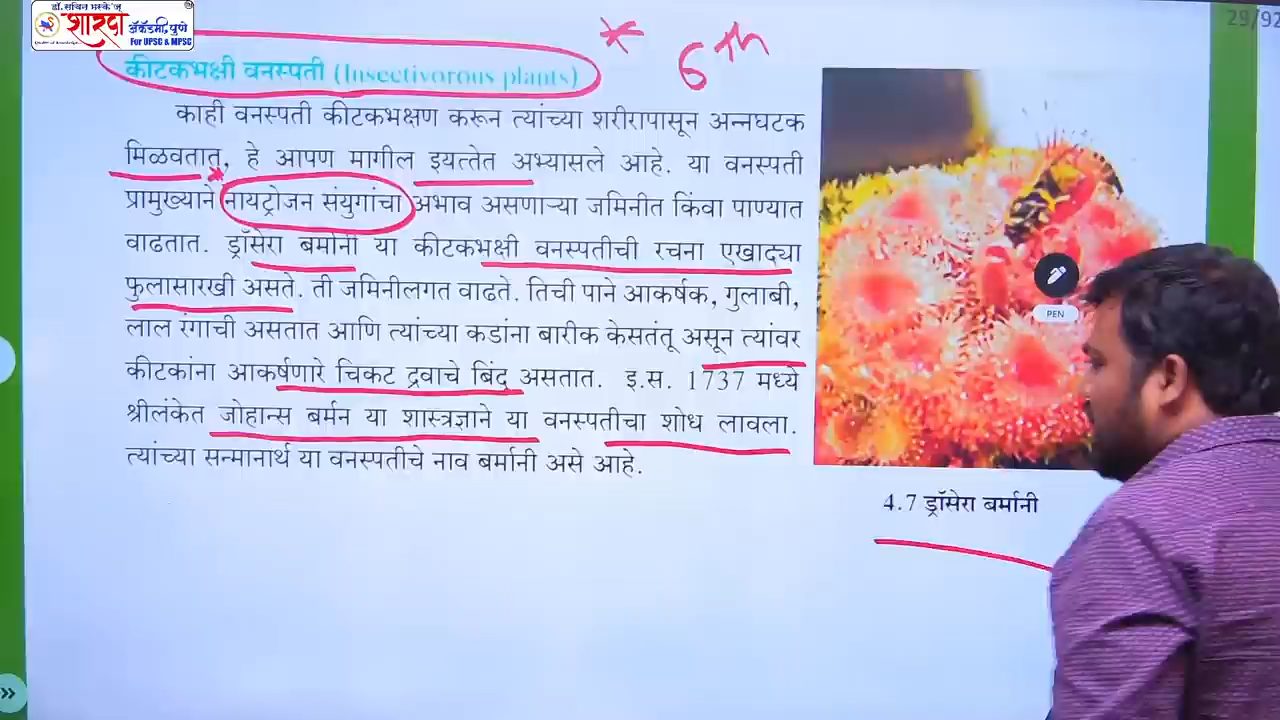 डॉ. सचिन भस्के'ज्
शारदा
अ‍ॅकॅडमी, पुणे
For UPSC & MPSC
29/92
* 6th
कीटकभक्षी वनस्पती (Insectivorous plants)
काही वनस्पती कीटकभक्षण करून त्यांच्या शरीरापासून अन्नघटक
मिळवतात, हे आपण मागील इयत्तेत अभ्यासले आहे. या वनस्पती
प्रामुख्याने नायट्रोजन संयुगांचा अभाव असणाऱ्या जमिनीत किंवा पाण्यात
वाढतात. ड्रॉसेरा बर्मानी या कीटकभक्षी वनस्पतीची रचना एखाद्या
फुलासारखी असते. ती जमिनीलगत वाढते. तिची पाने आकर्षक, गुलाबी,
लाल रंगाची असतात आणि त्यांच्या कडांना बारीक केसतंतू असून त्यांवर
कीटकांना आकर्षणारे चिकट द्रवाचे बिंदू असतात. इ.स. 1737 मध्ये
श्रीलंकेत जोहान्स बर्मन या शास्त्रज्ञाने या वनस्पतीचा शोध लावला.
त्यांच्या सन्मानार्थ या वनस्पतीचे नाव बर्मानी असे आहे.
PEN
4.7 ड्रॉसेरा बर्मानी